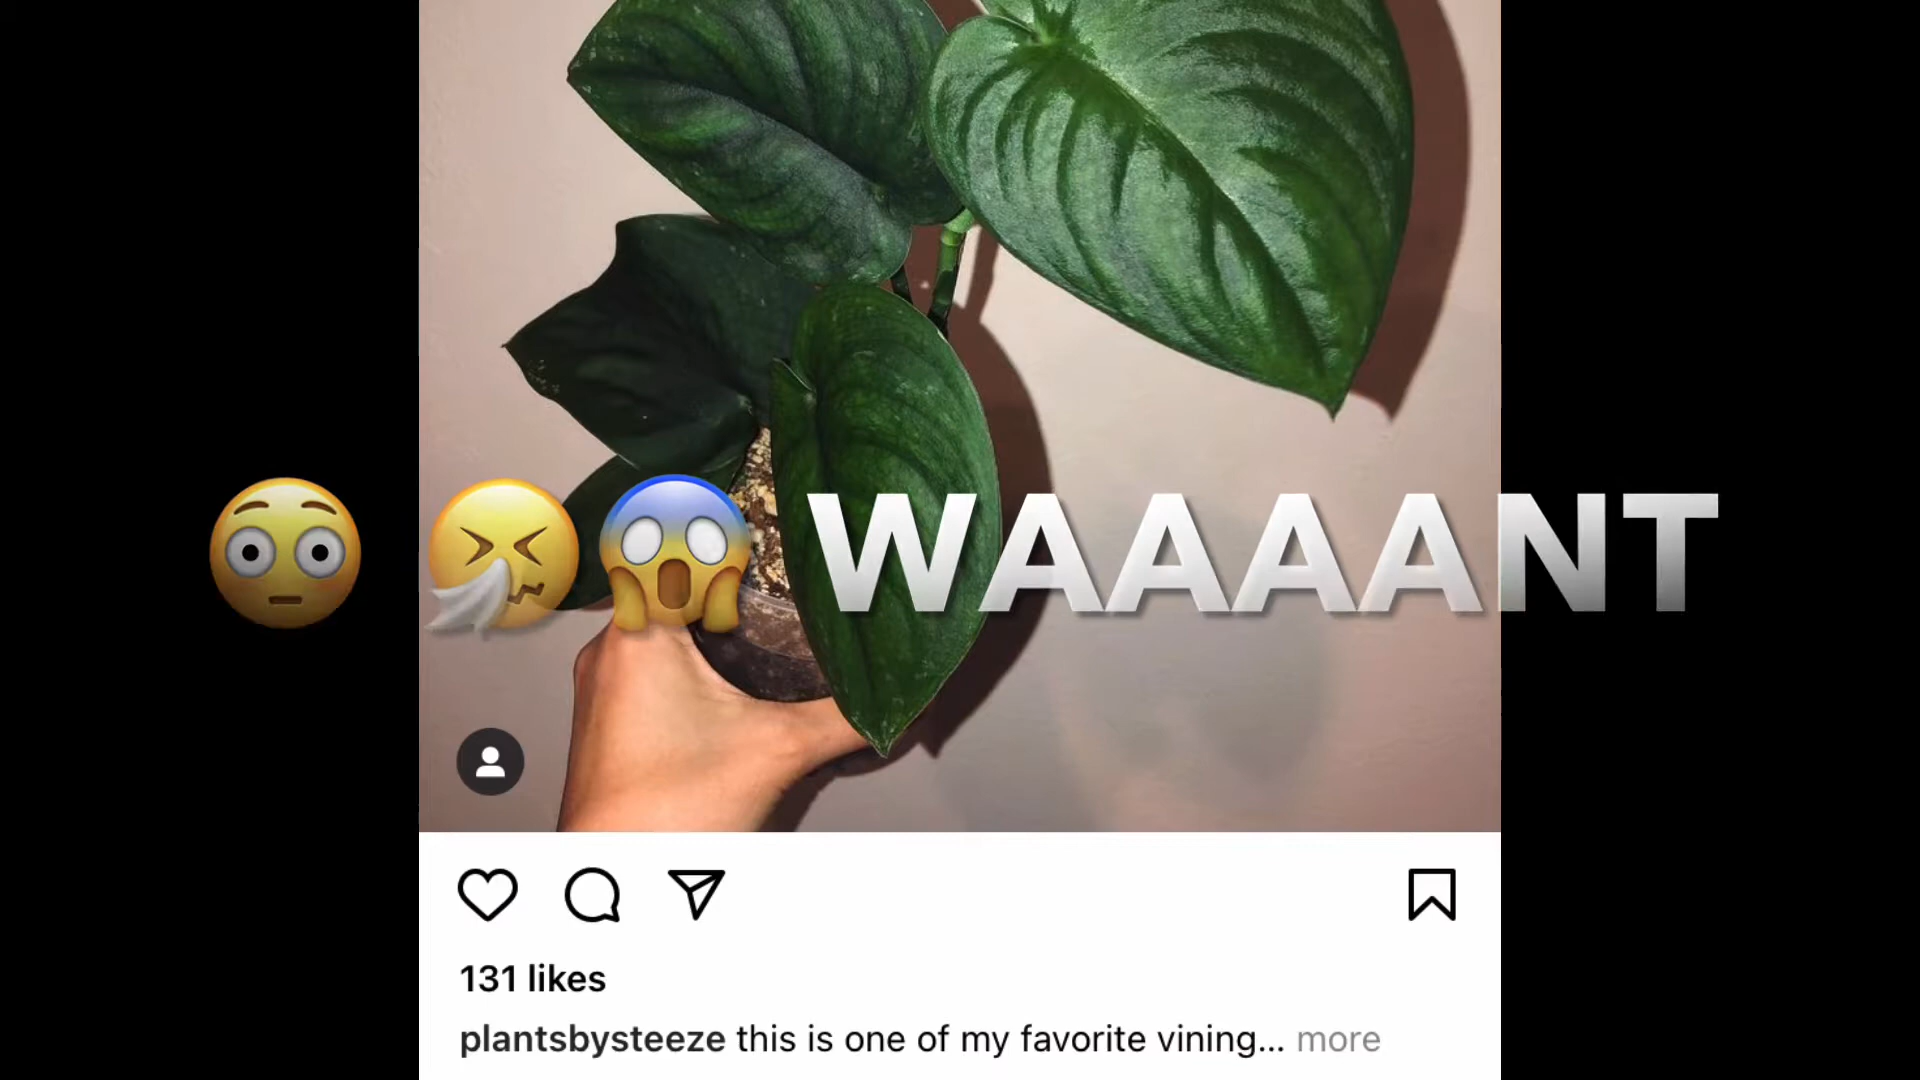 😳 🤧😱 WAAAANT
131 likes
plantsbysteeze this is one of my favorite vining... more